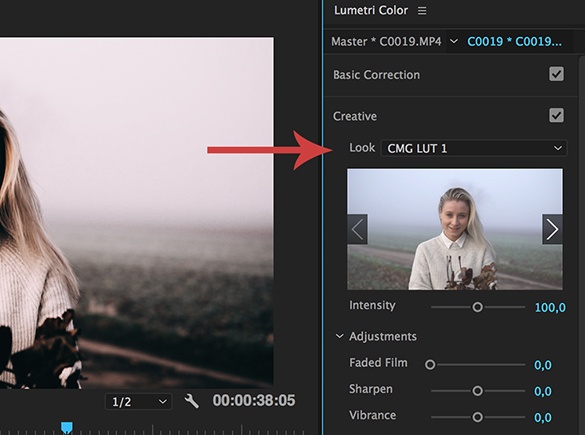 Lumetri Color
Master * C0019.MP4 C0019 * C0019...
Basic Correction
Creative
Look CMG LUT 1
Intensity 100,0
Adjustments
Faded Film 0,0
Sharpen 0,0
Vibrance 0,0
1/2 00:00:38:05